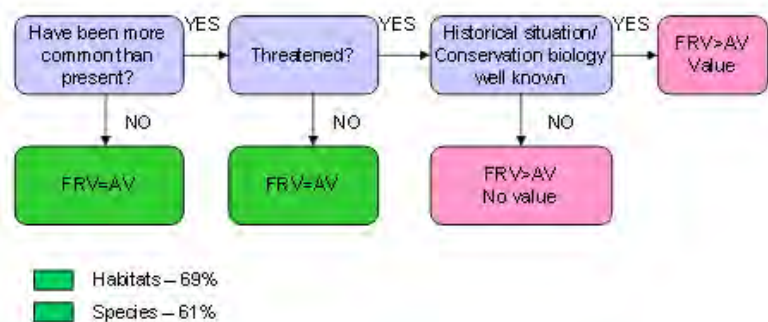 Have been more
common than
present?
YES
Threatened?
YES
Historical situation/
Conservation biology
well known
YES
FRV>AV
Value
NO
NO
NO
FRV=AV
FRV=AV
FRV>AV
No value
Habitats – 69%
Species – 61%